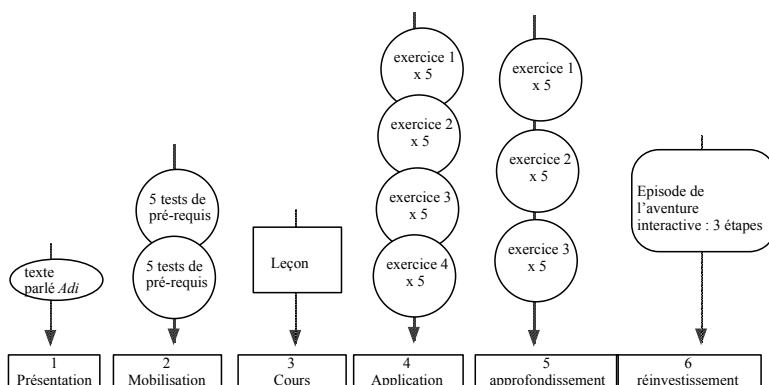 texte
parlé Adi
1
Présentation
5 tests de
pré-requis
5 tests de
pré-requis
2
Mobilisation
Leçon
3
Cours
exercice 1
x 5
exercice 2
x 5
exercice 3
x 5
exercice 4
x 5
4
Application
exercice 1
x 5
exercice 2
x 5
exercice 3
x 5
5
approfondissement
Episode de
l’aventure
interactive : 3 étapes
6
réinvestissement